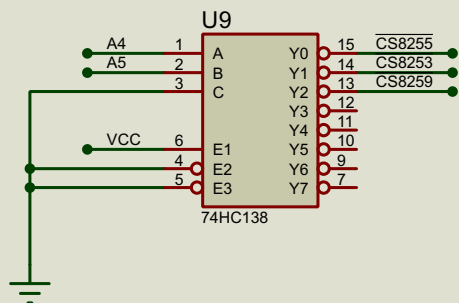 U9
A4 1 A Y0 15 CS8255
A5 2 B Y1 14 CS8253
3 C Y2 13 CS8259
Y3 12
Y4 11
VCC 6 E1 Y5 10
4 E2 Y6 9
5 E3 Y7 7
74HC138